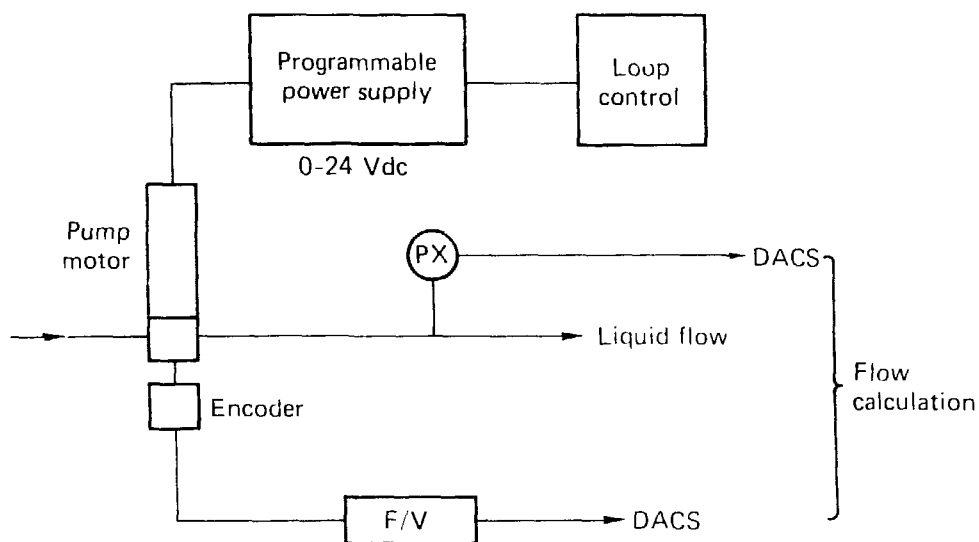 Programmable
power supply
Loop
control
0-24 Vdc
Pump
motor
PX
DACS
Liquid flow
Flow
calculation
Encoder
F/V
DACS